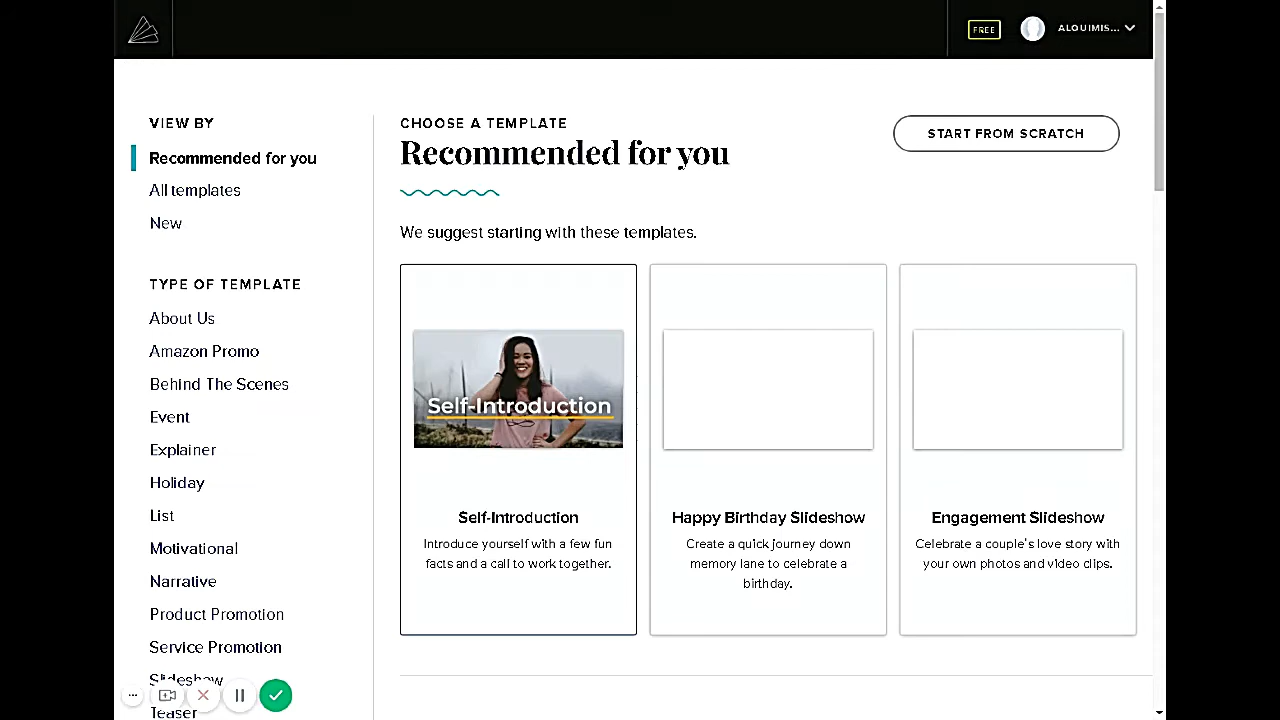 FREE
ALQUIMIS...
VIEW BY
Recommended for you
All templates
New
TYPE OF TEMPLATE
About Us
Amazon Promo
Behind The Scenes
Event
Explainer
Holiday
List
Motivational
Narrative
Product Promotion
Service Promotion
Slideshow
Teaser
CHOOSE A TEMPLATE
Recommended for you
START FROM SCRATCH
We suggest starting with these templates.
Self-Introduction
Self-Introduction
Introduce yourself with a few fun
facts and a call to work together.
Happy Birthday Slideshow
Create a quick journey down
memory lane to celebrate a
birthday.
Engagement Slideshow
Celebrate a couple's love story with
your own photos and video clips.